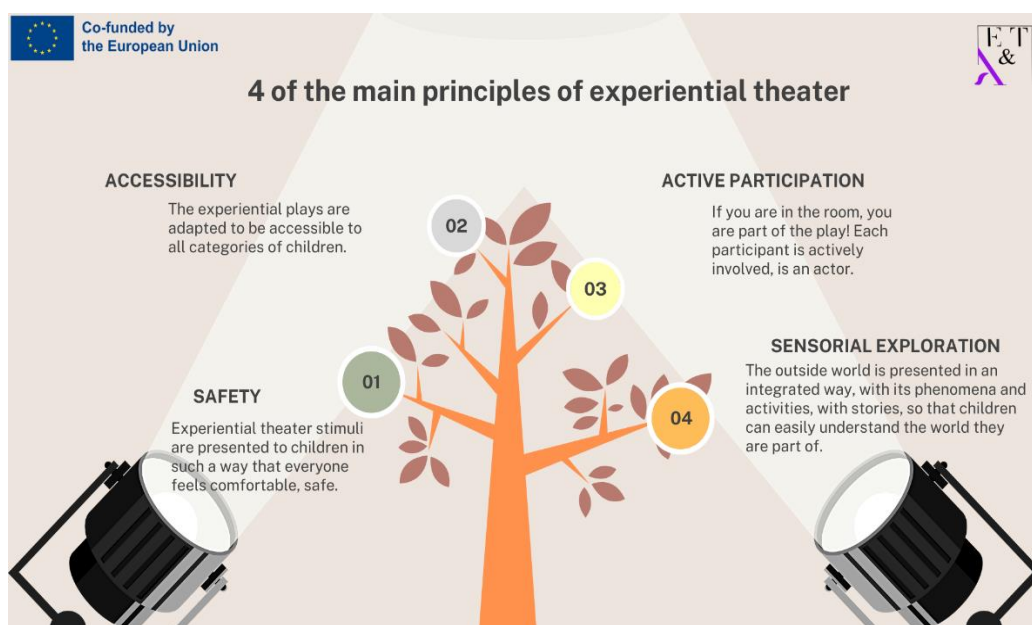 Co-funded by
the European Union
E T
&
A
4 of the main principles of experiential theater
ACCESSIBILITY
The experiential plays are
adapted to be accessible to
all categories of children.
02
ACTIVE PARTICIPATION
If you are in the room, you
are part of the play! Each
participant is actively
involved, is an actor.
03
01
SAFETY
Experiential theater stimuli
are presented to children in
such a way that everyone
feels comfortable, safe.
04
SENSORIAL EXPLORATION
The outside world is presented in an
integrated way, with its phenomena and
activities, with stories, so that children
can easily understand the world they
are part of.